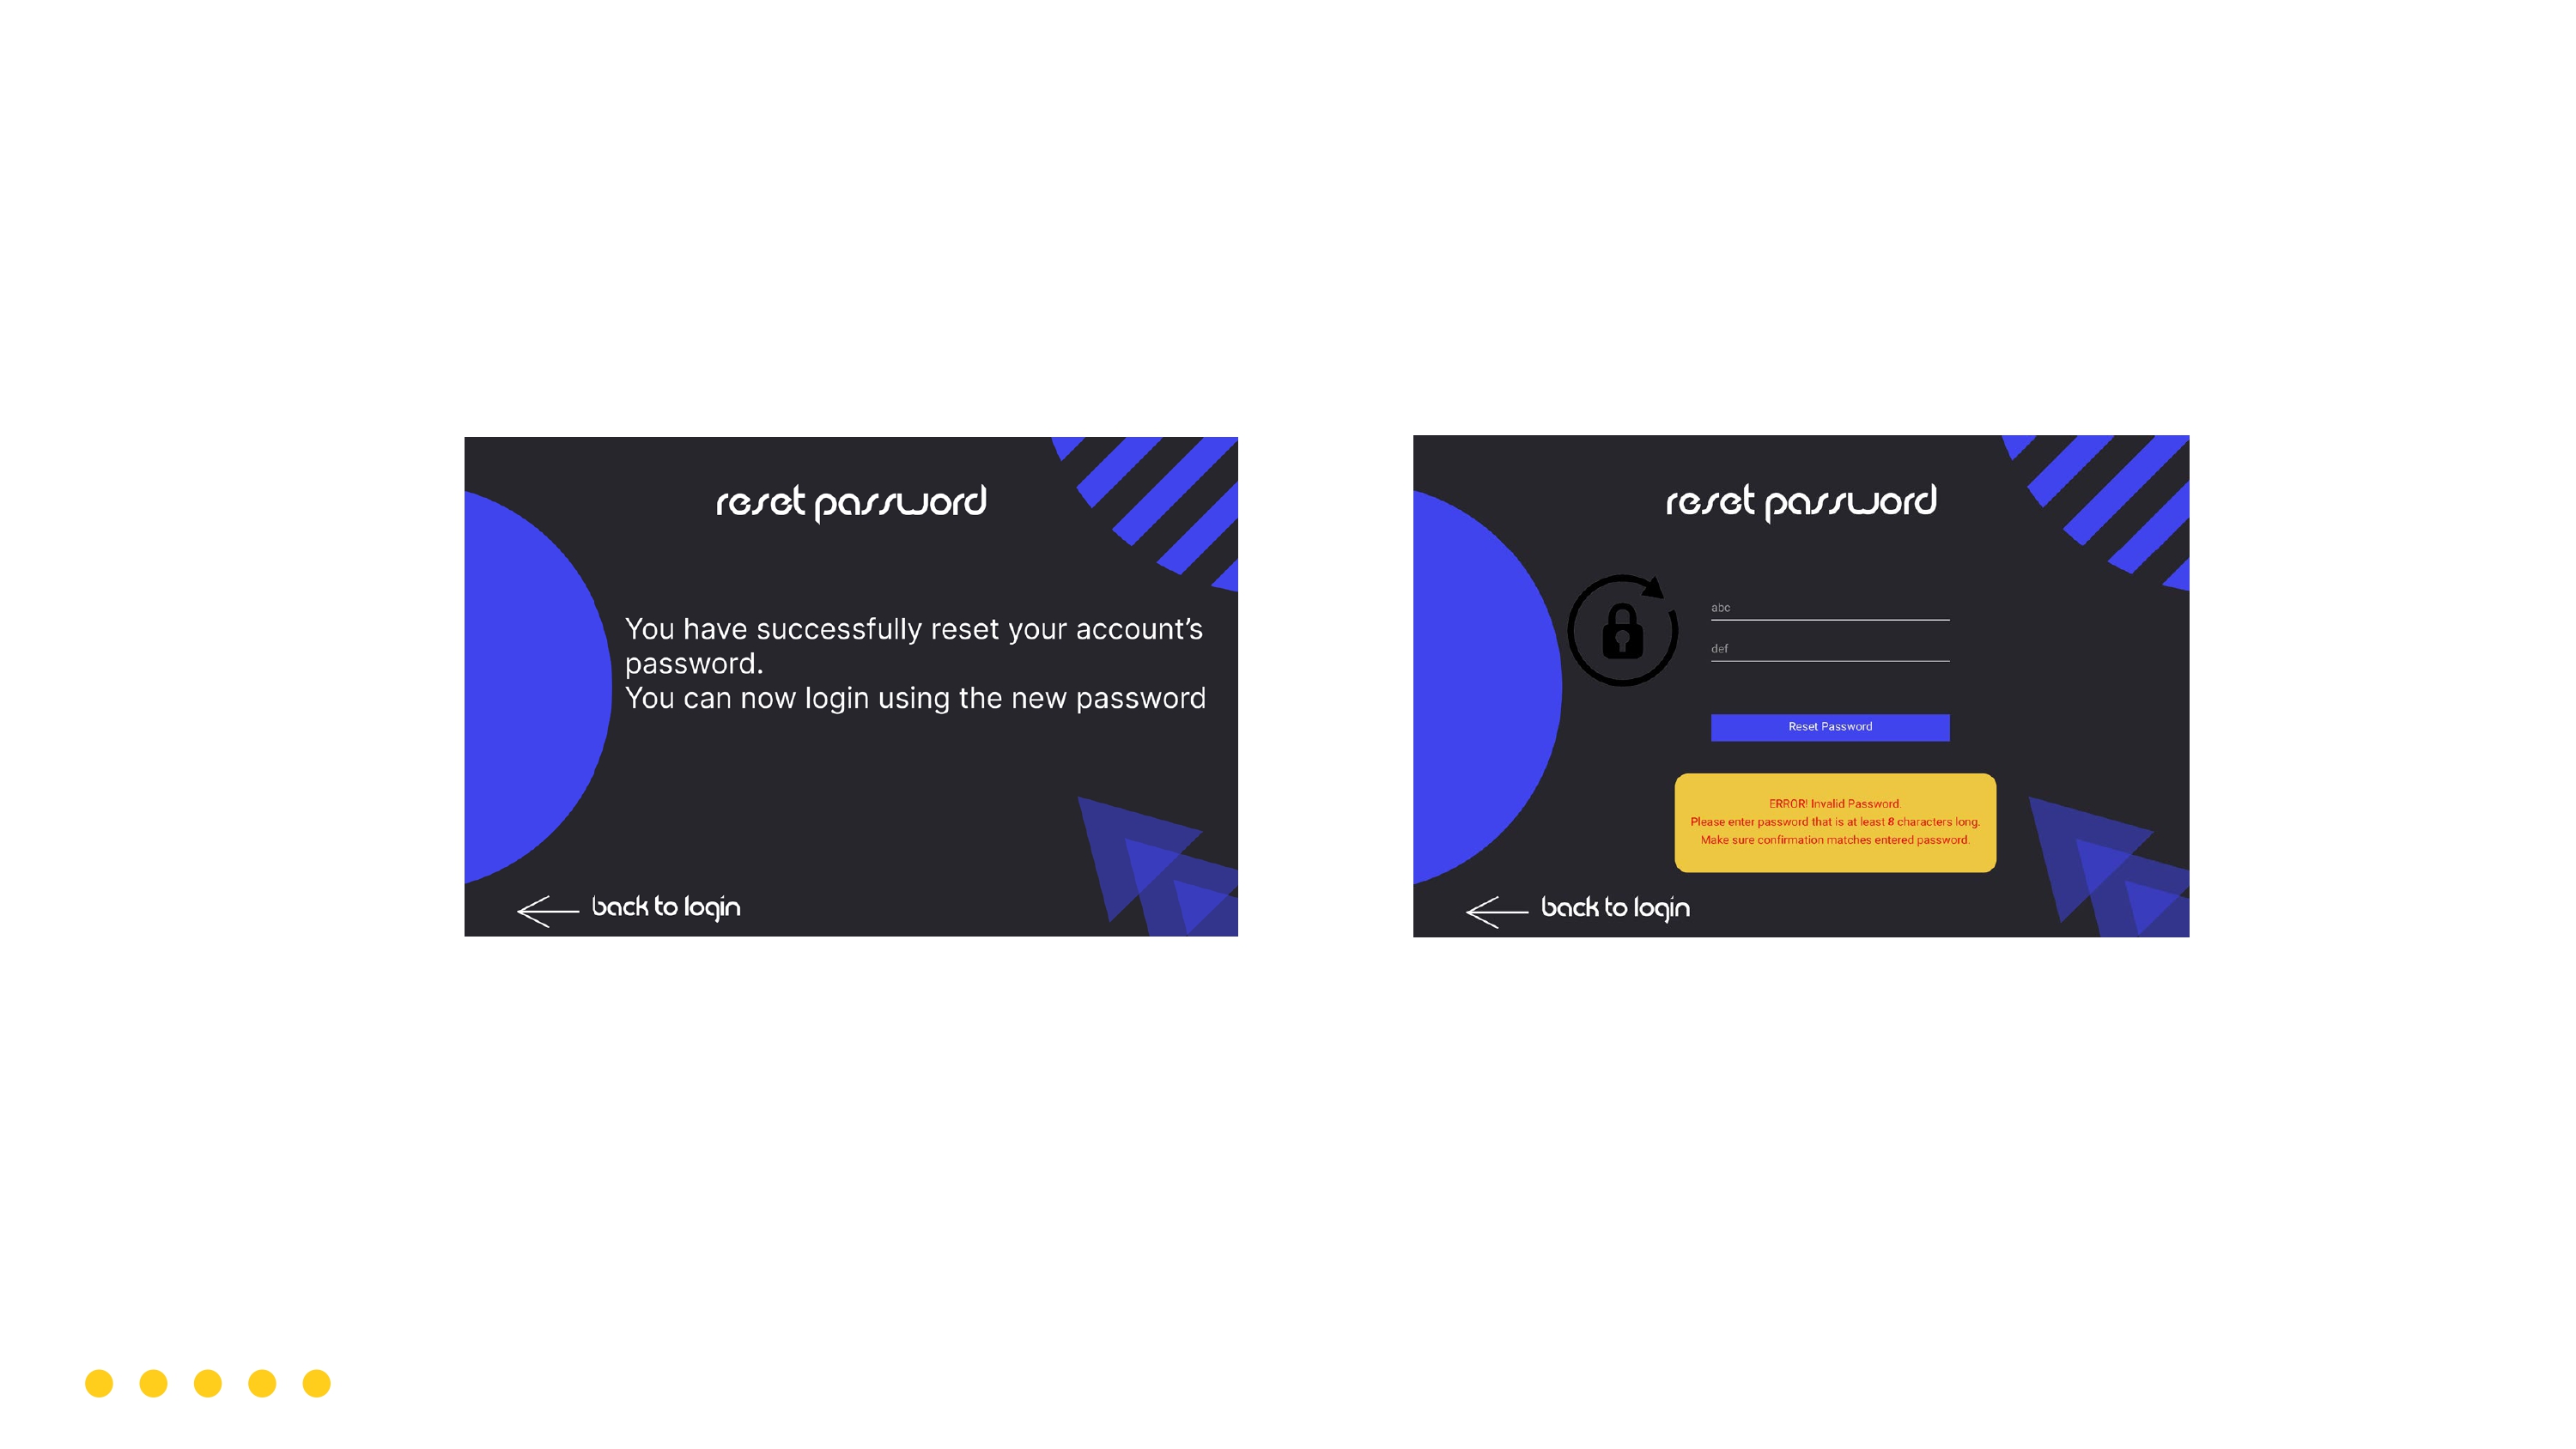 reset password
You have successfully reset your account’s
password.
You can now login using the new password
back to login
reset password
abc
def
Reset Password
ERROR! Invalid Password.
Please enter password that is at least 8 characters long.
Make sure confirmation matches entered password.
back to login